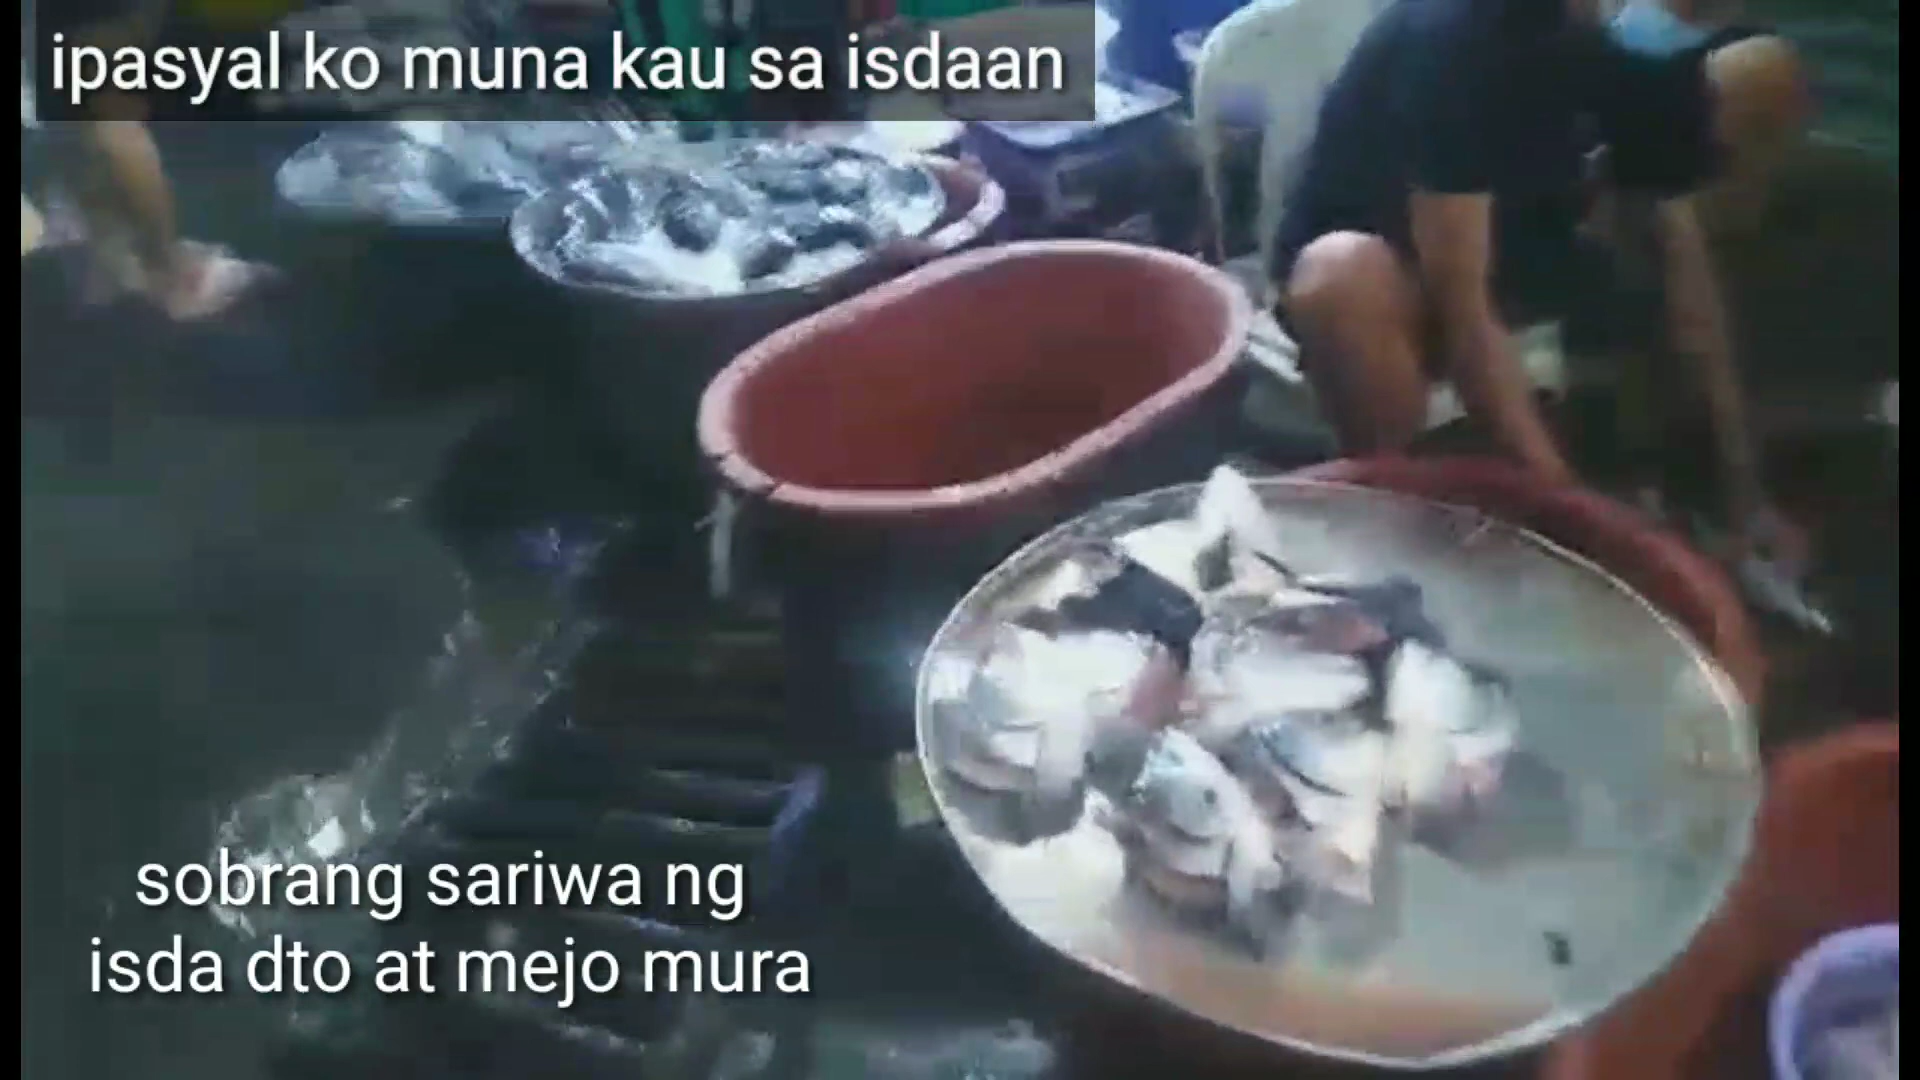 ipasyal ko muna kau sa isdaan
sobrang sariwa ng
isda dto at mejo mura